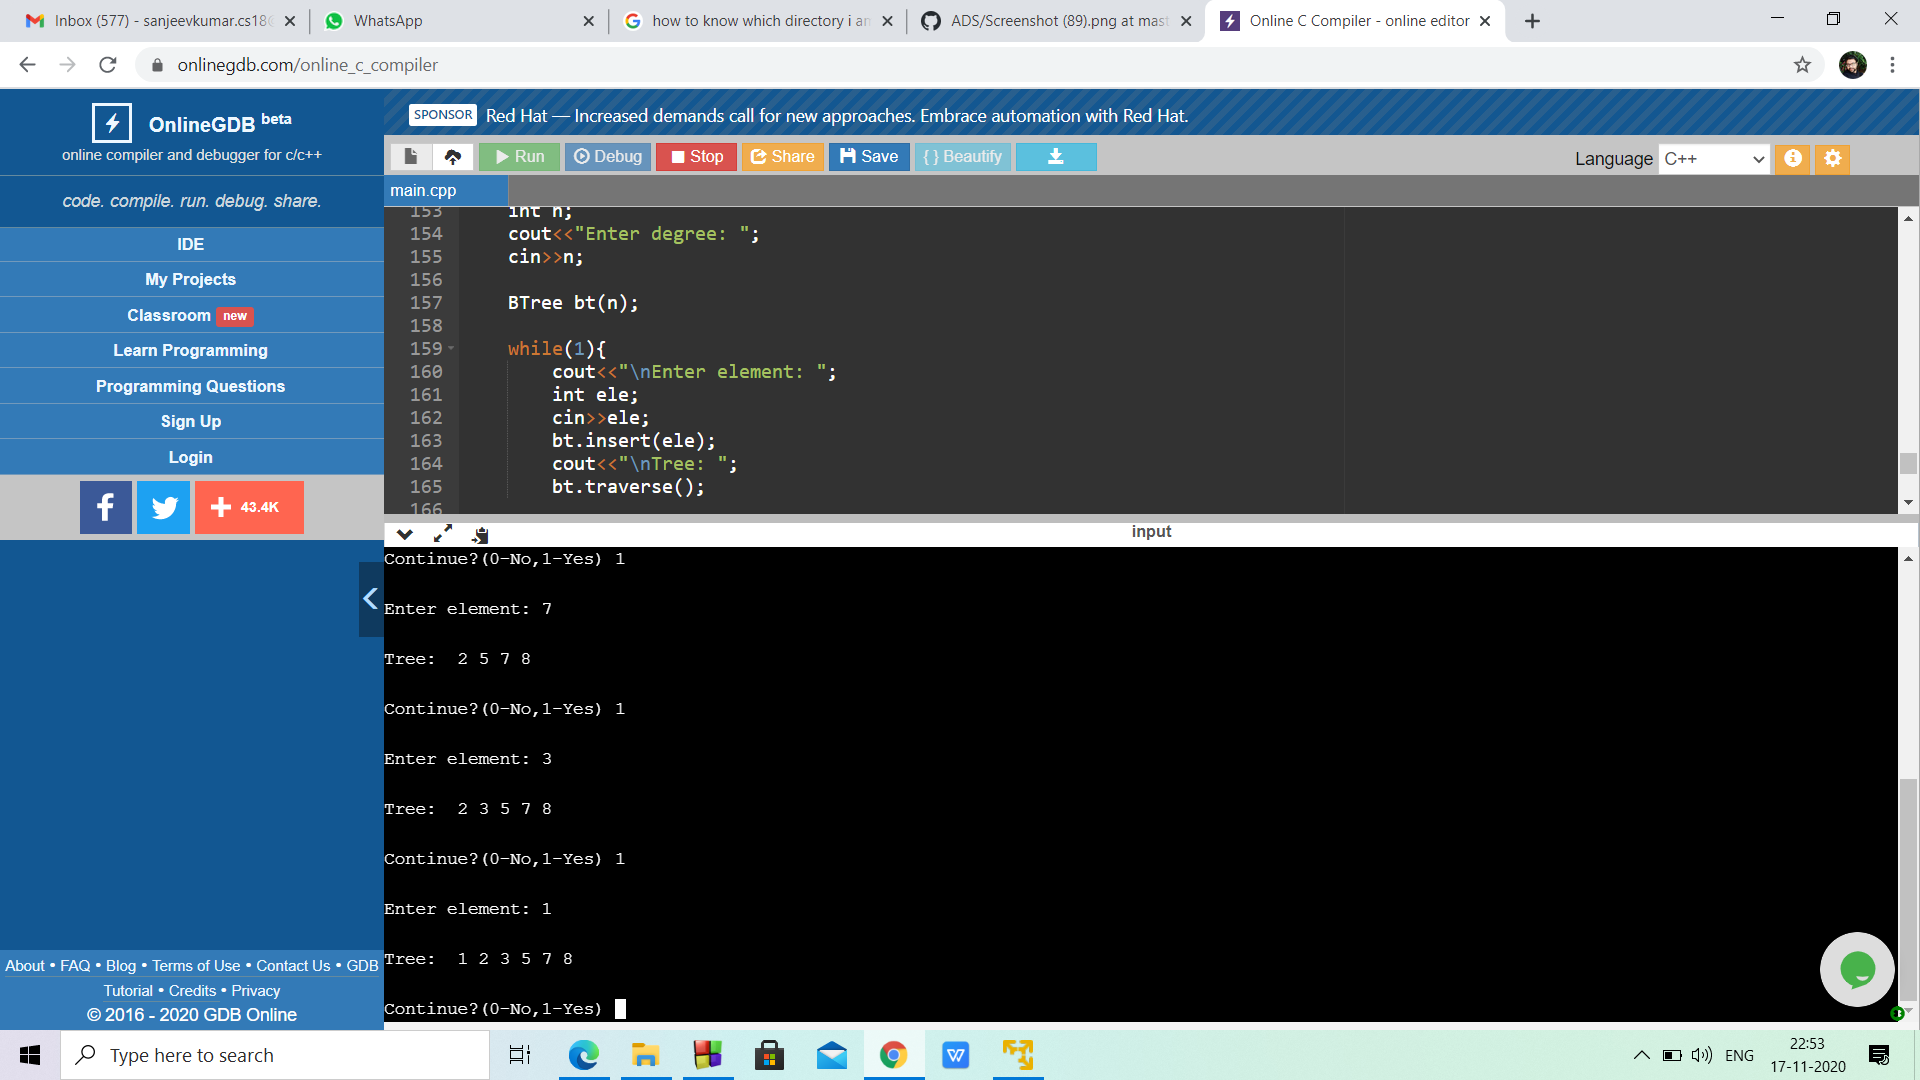 Inbox (577) - sanjeevkumar.cs18
WhatsApp
how to know which directory i am
ADS/Screenshot (89).png at mast
Online C Compiler - online editor
onlinegdb.com/online_c_compiler
OnlineGDB beta
online compiler and debugger for c/c++
code. compile. run. debug. share.
IDE
My Projects
Classroom new
Learn Programming
Programming Questions
Sign Up
Login
f
+ 43.4K
About • FAQ • Blog • Terms of Use • Contact Us • GDB
Tutorial • Credits • Privacy
© 2016 - 2020 GDB Online
SPONSOR Red Hat — Increased demands call for new approaches. Embrace automation with Red Hat.
Run Debug Stop Share Save {} Beautify
Language C++
main.cpp
153 int n;
154 cout<<"Enter degree: ";
155 cin>>n;
156
157 BTree bt(n);
158
159 while(1){
160 cout<<"\nEnter element: ";
161 int ele;
162 cin>>ele;
163 bt.insert(ele);
164 cout<<"\nTree: ";
165 bt.traverse();
166
input
Continue?(0-No,1-Yes) 1
Enter element: 7
Tree:  2 5 7 8
Continue?(0-No,1-Yes) 1
Enter element: 3
Tree:  2 3 5 7 8
Continue?(0-No,1-Yes) 1
Enter element: 1
Tree:  1 2 3 5 7 8
Continue?(0-No,1-Yes)
Type here to search
W
ENG
22:53
17-11-2020